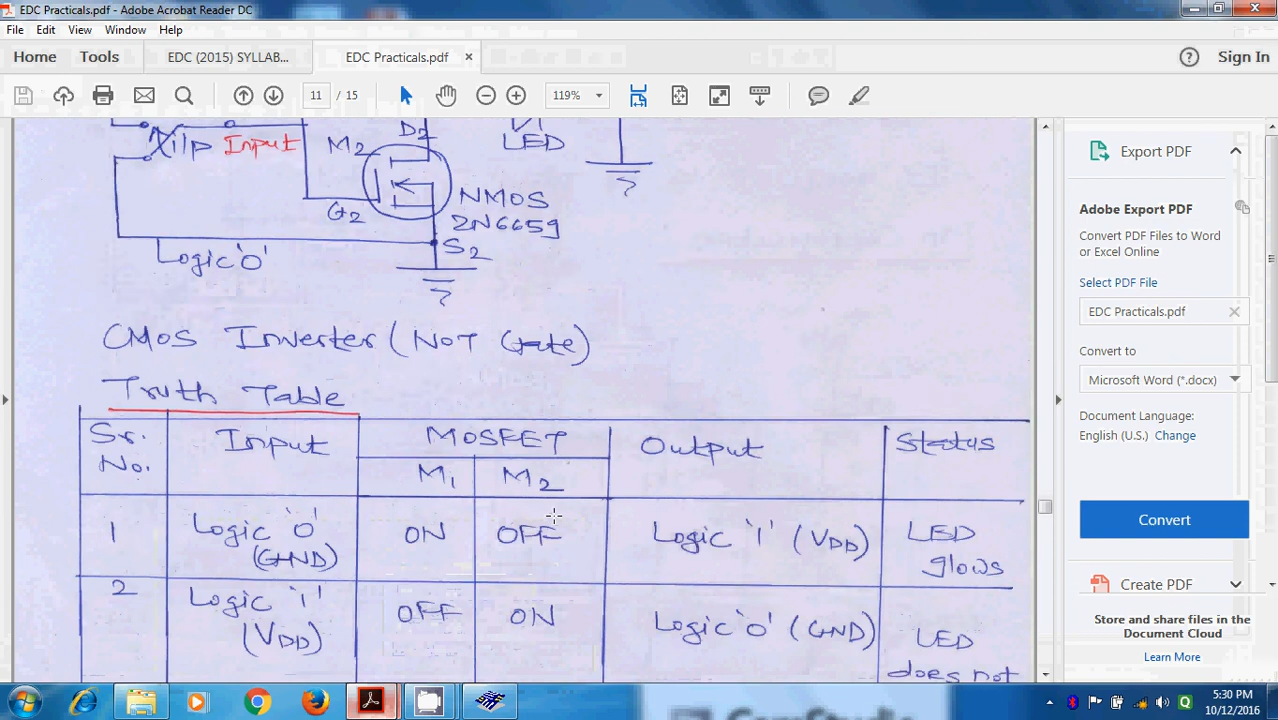 EDC Practicals.pdf - Adobe Acrobat Reader DC
File Edit View Window Help
Home Tools EDC (2015) SYLLAB... EDC Practicals.pdf × ? Sign In
11 / 15 119%
D2
I/p Input M2 LED
NMOS
G2 2N6659
S2
Logic '0'
CMOS Inverter (NOT Gate)
Truth Table
Sr. No. Input MOSFET Output Status
M1 M2
1 Logic '0' (GND) ON OFF Logic '1' (VDD) LED glows
2 Logic '1' (VDD) OFF ON Logic '0' (GND) LED does not
Export PDF
Adobe Export PDF
Convert PDF Files to Word
or Excel Online
Select PDF File
EDC Practicals.pdf
Convert to
Microsoft Word (*.docx)
Document Language:
English (U.S.) Change
Convert
Create PDF
Store and share files in the
Document Cloud
Learn More
5:30 PM
10/12/2016